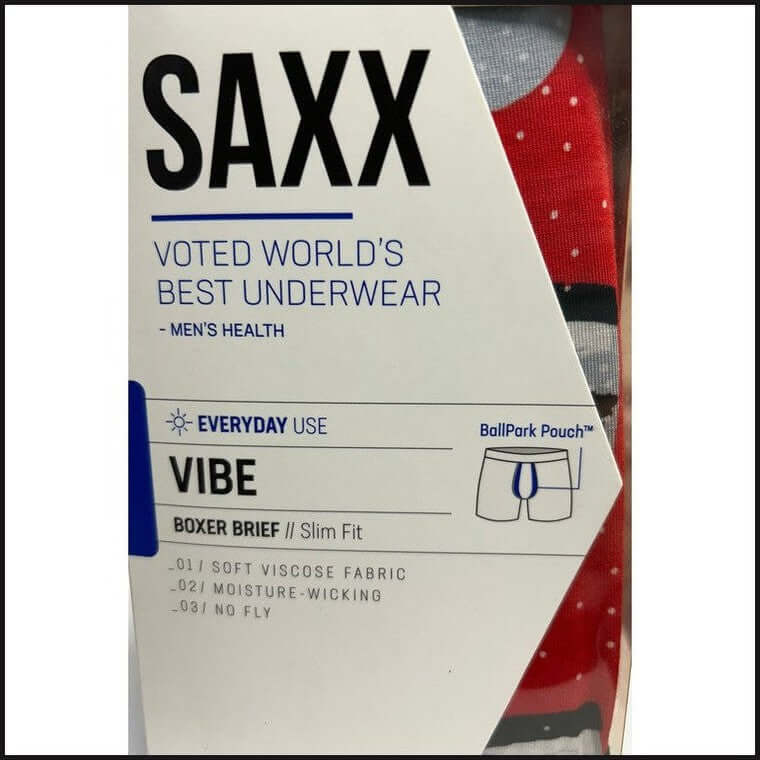 SAXX
VOTED WORLD'S
BEST UNDERWEAR
- MEN'S HEALTH
EVERYDAY USE
BallPark Pouch™
VIBE
BOXER BRIEF // Slim Fit
_01/ SOFT VISCOSE FABRIC
_02/ MOISTURE-WICKING
_03/ NO FLY